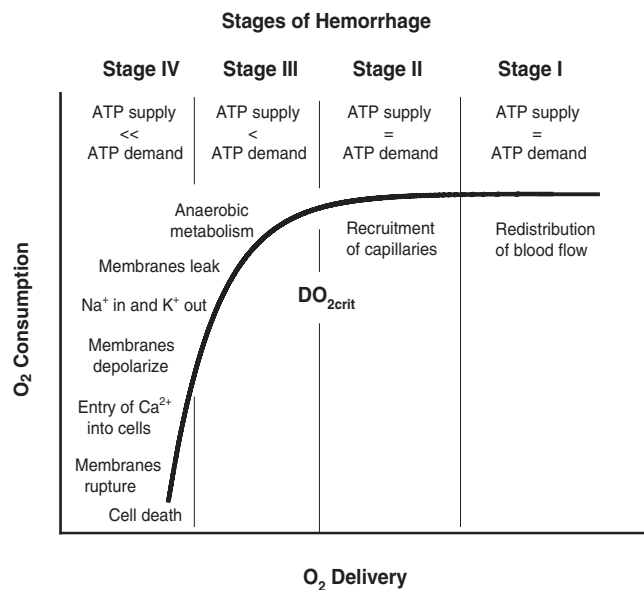 Stages of Hemorrhage
Stage IV
Stage III
Stage II
Stage I
ATP supply
<<
ATP demand
ATP supply
<
ATP demand
ATP supply
=
ATP demand
ATP supply
=
ATP demand
Anaerobic
metabolism
Recruitment
of capillaries
Redistribution
of blood flow
Membranes leak
DO₂crit
Na⁺ in and K⁺ out
Membranes
depolarize
Entry of Ca²⁺
into cells
Membranes
rupture
Cell death
O₂ Consumption
O₂ Delivery